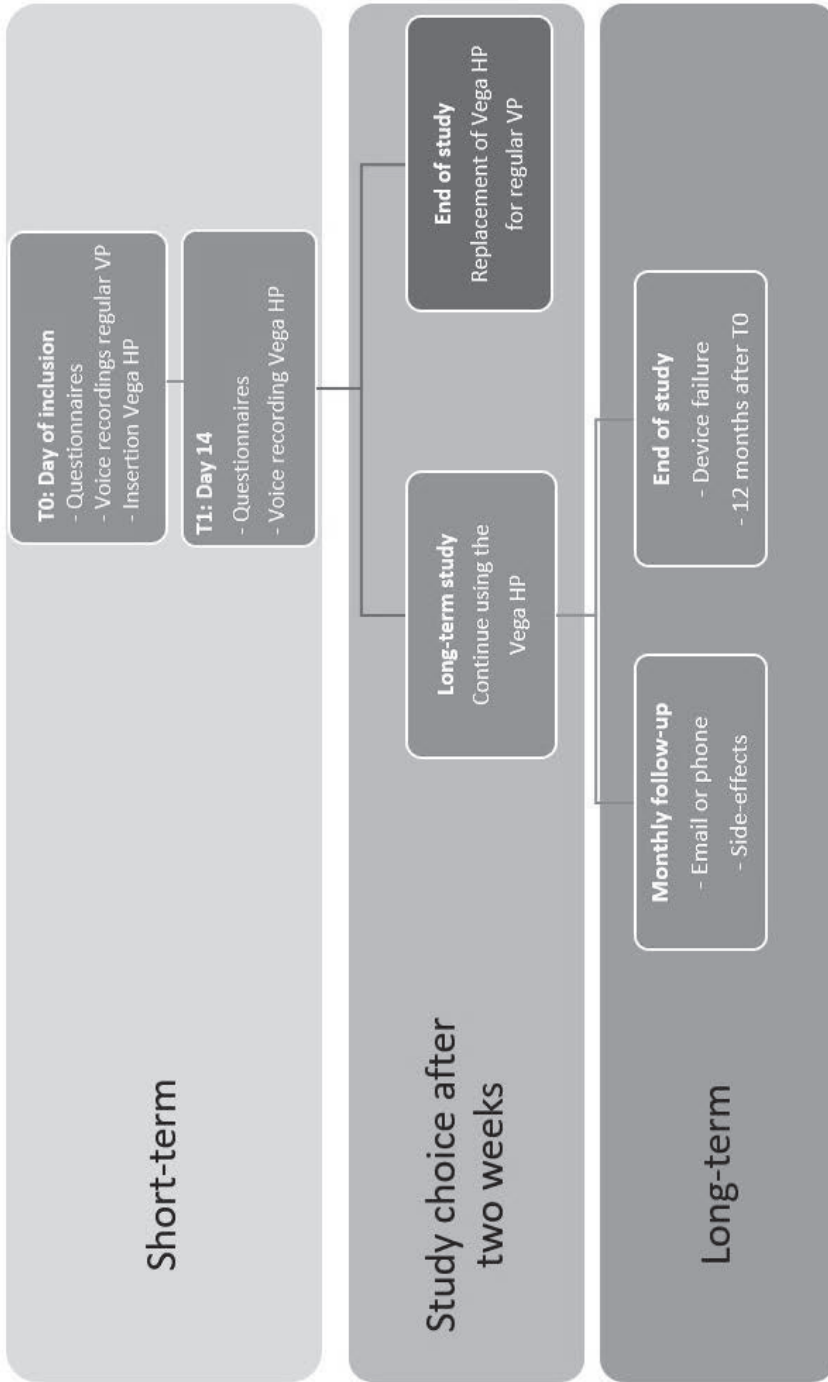 Short-term
T0: Day of inclusion
- Questionnaires
- Voice recordings regular VP
- Insertion Vega HP
T1: Day 14
- Questionnaires
- Voice recording Vega HP
Study choice after
two weeks
Long-term study
Continue using the
Vega HP
End of study
Replacement of Vega HP
for regular VP
Long-term
Monthly follow-up
- Email or phone
- Side-effects
End of study
- Device failure
- 12 months after T0